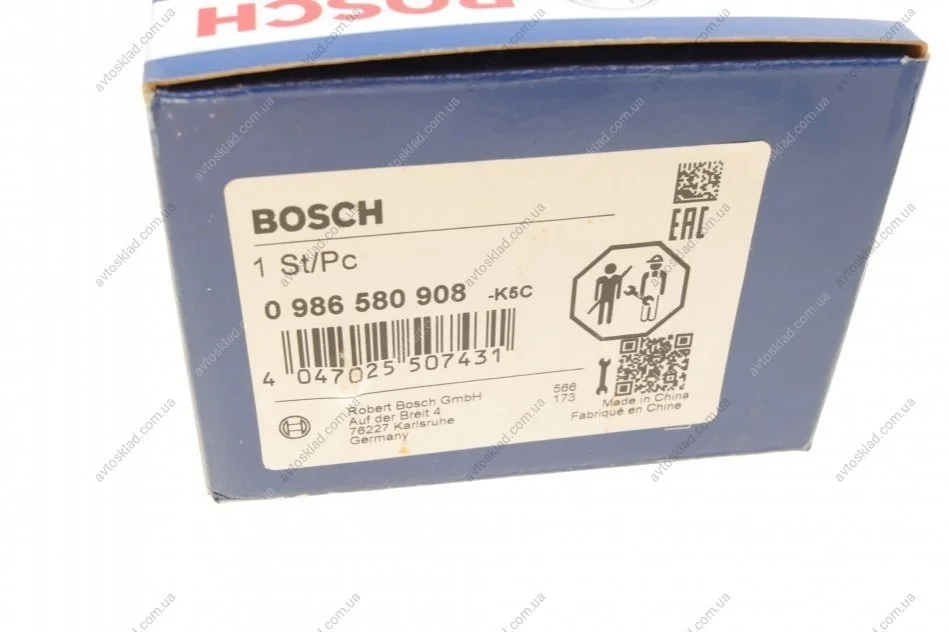 BOSCH
BOSCH
EAC
1 St/Pc
0 986 580 908 -K5C
4 047025 507431
Robert Bosch GmbH
Auf der Breit 4
76227 Karlsruhe
Germany
566
173
Made in China
Fabriqué en Chine
avtosklad.com.ua